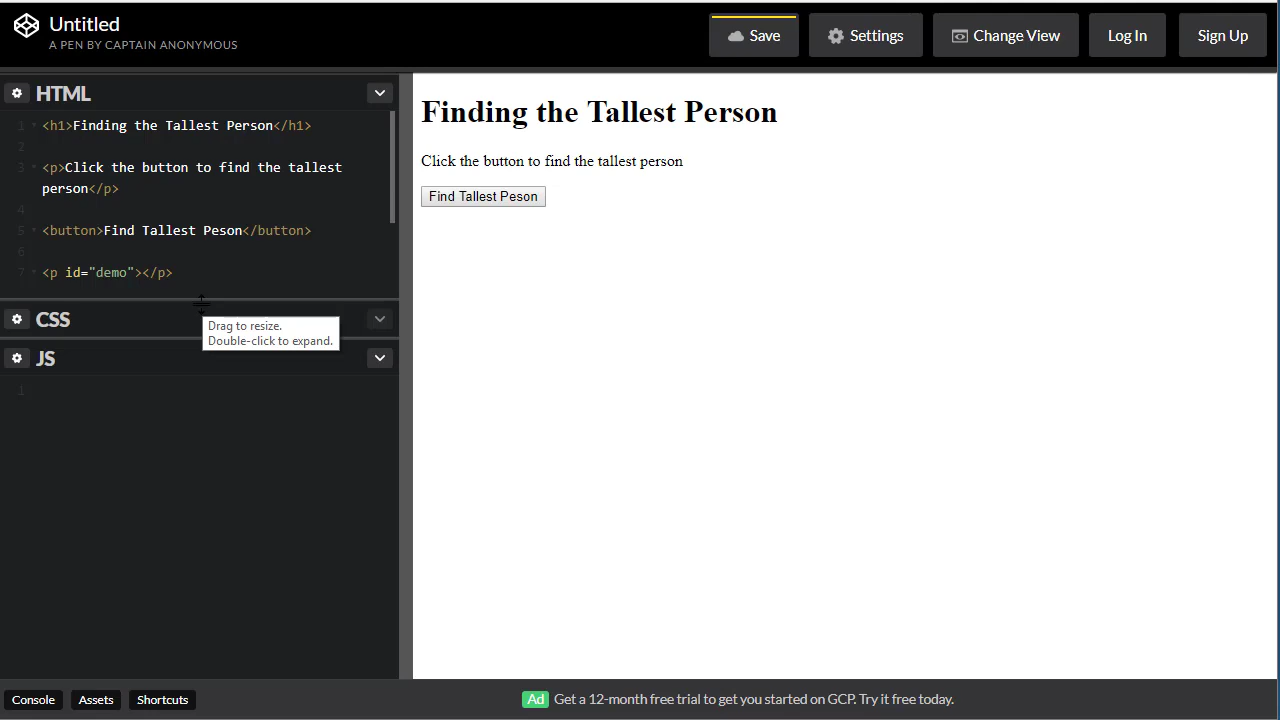 Untitled
A PEN BY CAPTAIN ANONYMOUS
Save
Settings
Change View
Log In
Sign Up
HTML
1 <h1>Finding the Tallest Person</h1>
2
3 <p>Click the button to find the tallest
person</p>
4
5 <button>Find Tallest Peson</button>
6
7 <p id="demo"></p>
CSS
Drag to resize.
Double-click to expand.
JS
1
Finding the Tallest Person
Click the button to find the tallest person
Find Tallest Peson
Console
Assets
Shortcuts
Ad Get a 12-month free trial to get you started on GCP. Try it free today.